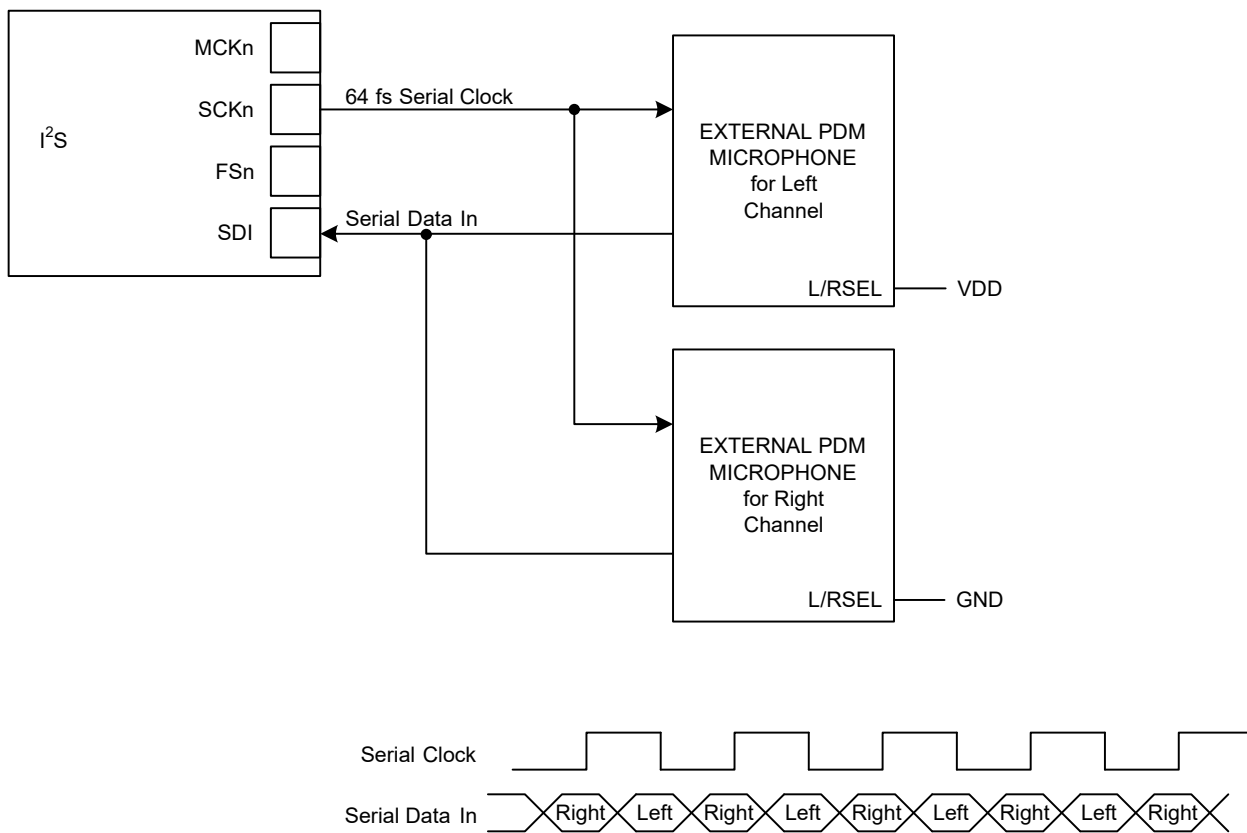 I²S
MCKn
SCKn
FSn
SDI
64 fs Serial Clock
Serial Data In
EXTERNAL PDM
MICROPHONE
for Left
Channel
L/RSEL
VDD
EXTERNAL PDM
MICROPHONE
for Right
Channel
L/RSEL
GND
Serial Clock
Serial Data In
Right Left Right Left Right Left Right Left Right